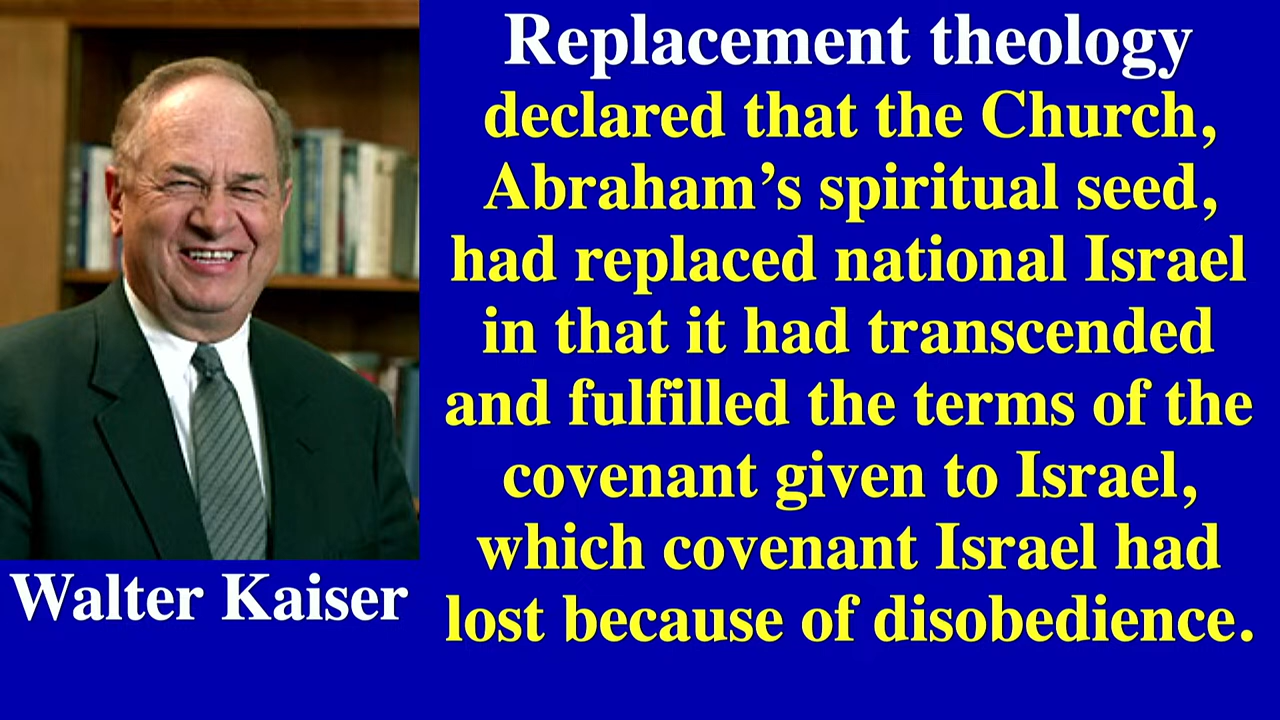 Replacement theology
declared that the Church,
Abraham’s spiritual seed,
had replaced national Israel
in that it had transcended
and fulfilled the terms of the
covenant given to Israel,
which covenant Israel had
lost because of disobedience.
Walter Kaiser